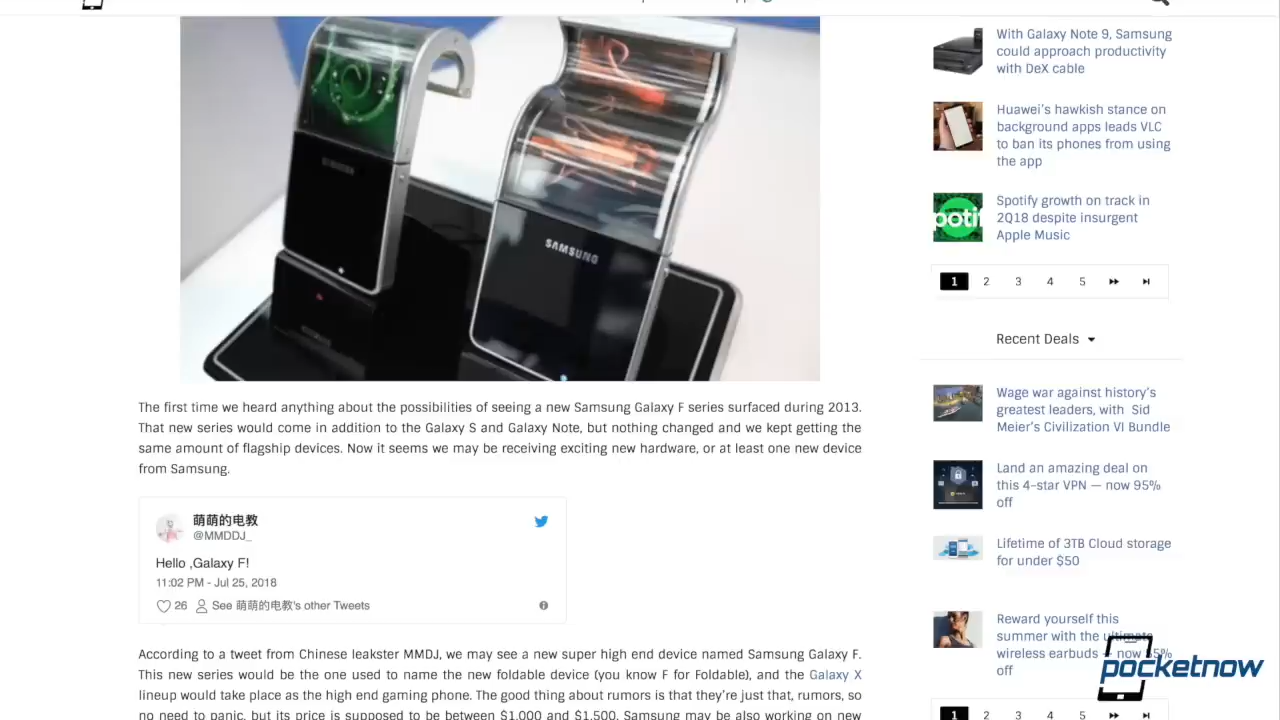 SAMSUNG
The first time we heard anything about the possibilities of seeing a new Samsung Galaxy F series surfaced during 2013.
That new series would come in addition to the Galaxy S and Galaxy Note, but nothing changed and we kept getting the
same amount of flagship devices. Now it seems we may be receiving exciting new hardware, or at least one new device
from Samsung.
萌萌的电教
@MMDDJ_
Hello ,Galaxy F!
11:02 PM - Jul 25, 2018
26 See 萌萌的电教's other Tweets
According to a tweet from Chinese leakster MMDJ, we may see a new super high end device named Samsung Galaxy F.
This new series would be the one used to name the new foldable device (you know F for Foldable), and the Galaxy X
lineup would take place as the high end gaming phone. The good thing about rumors is that they're just that, rumors, so
no need to panic, but its price is supposed to be between $1,000 and $1,500. Samsung may be also working on new
With Galaxy Note 9, Samsung
could approach productivity
with DeX cable
Huawei's hawkish stance on
background apps leads VLC
to ban its phones from using
the app
Spotify growth on track in
2Q18 despite insurgent
Apple Music
1 2 3 4 5
Recent Deals
Wage war against history's
greatest leaders, with Sid
Meier's Civilization VI Bundle
Land an amazing deal on
this 4-star VPN — now 95%
off
Lifetime of 3TB Cloud storage
for under $50
Reward yourself this
summer with the ultimate
wireless earbuds — now 65%
off
1 2 3 4 5
pocketnow